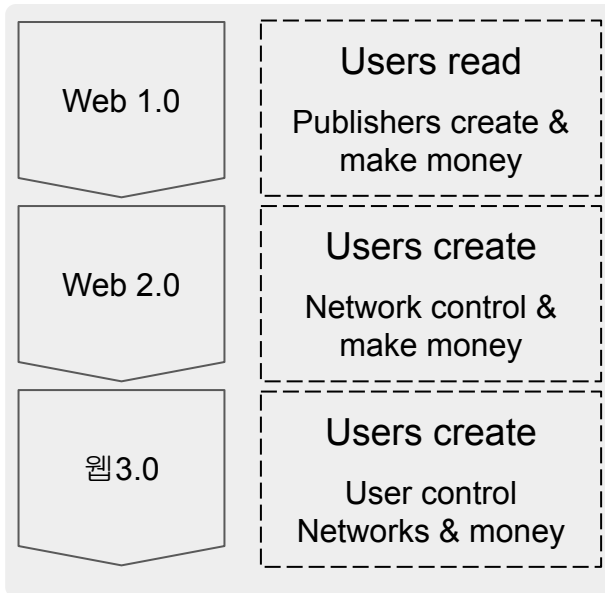 Web 1.0
Users read
Publishers create &
make money
Web 2.0
Users create
Network control &
make money
웹3.0
Users create
User control
Networks & money